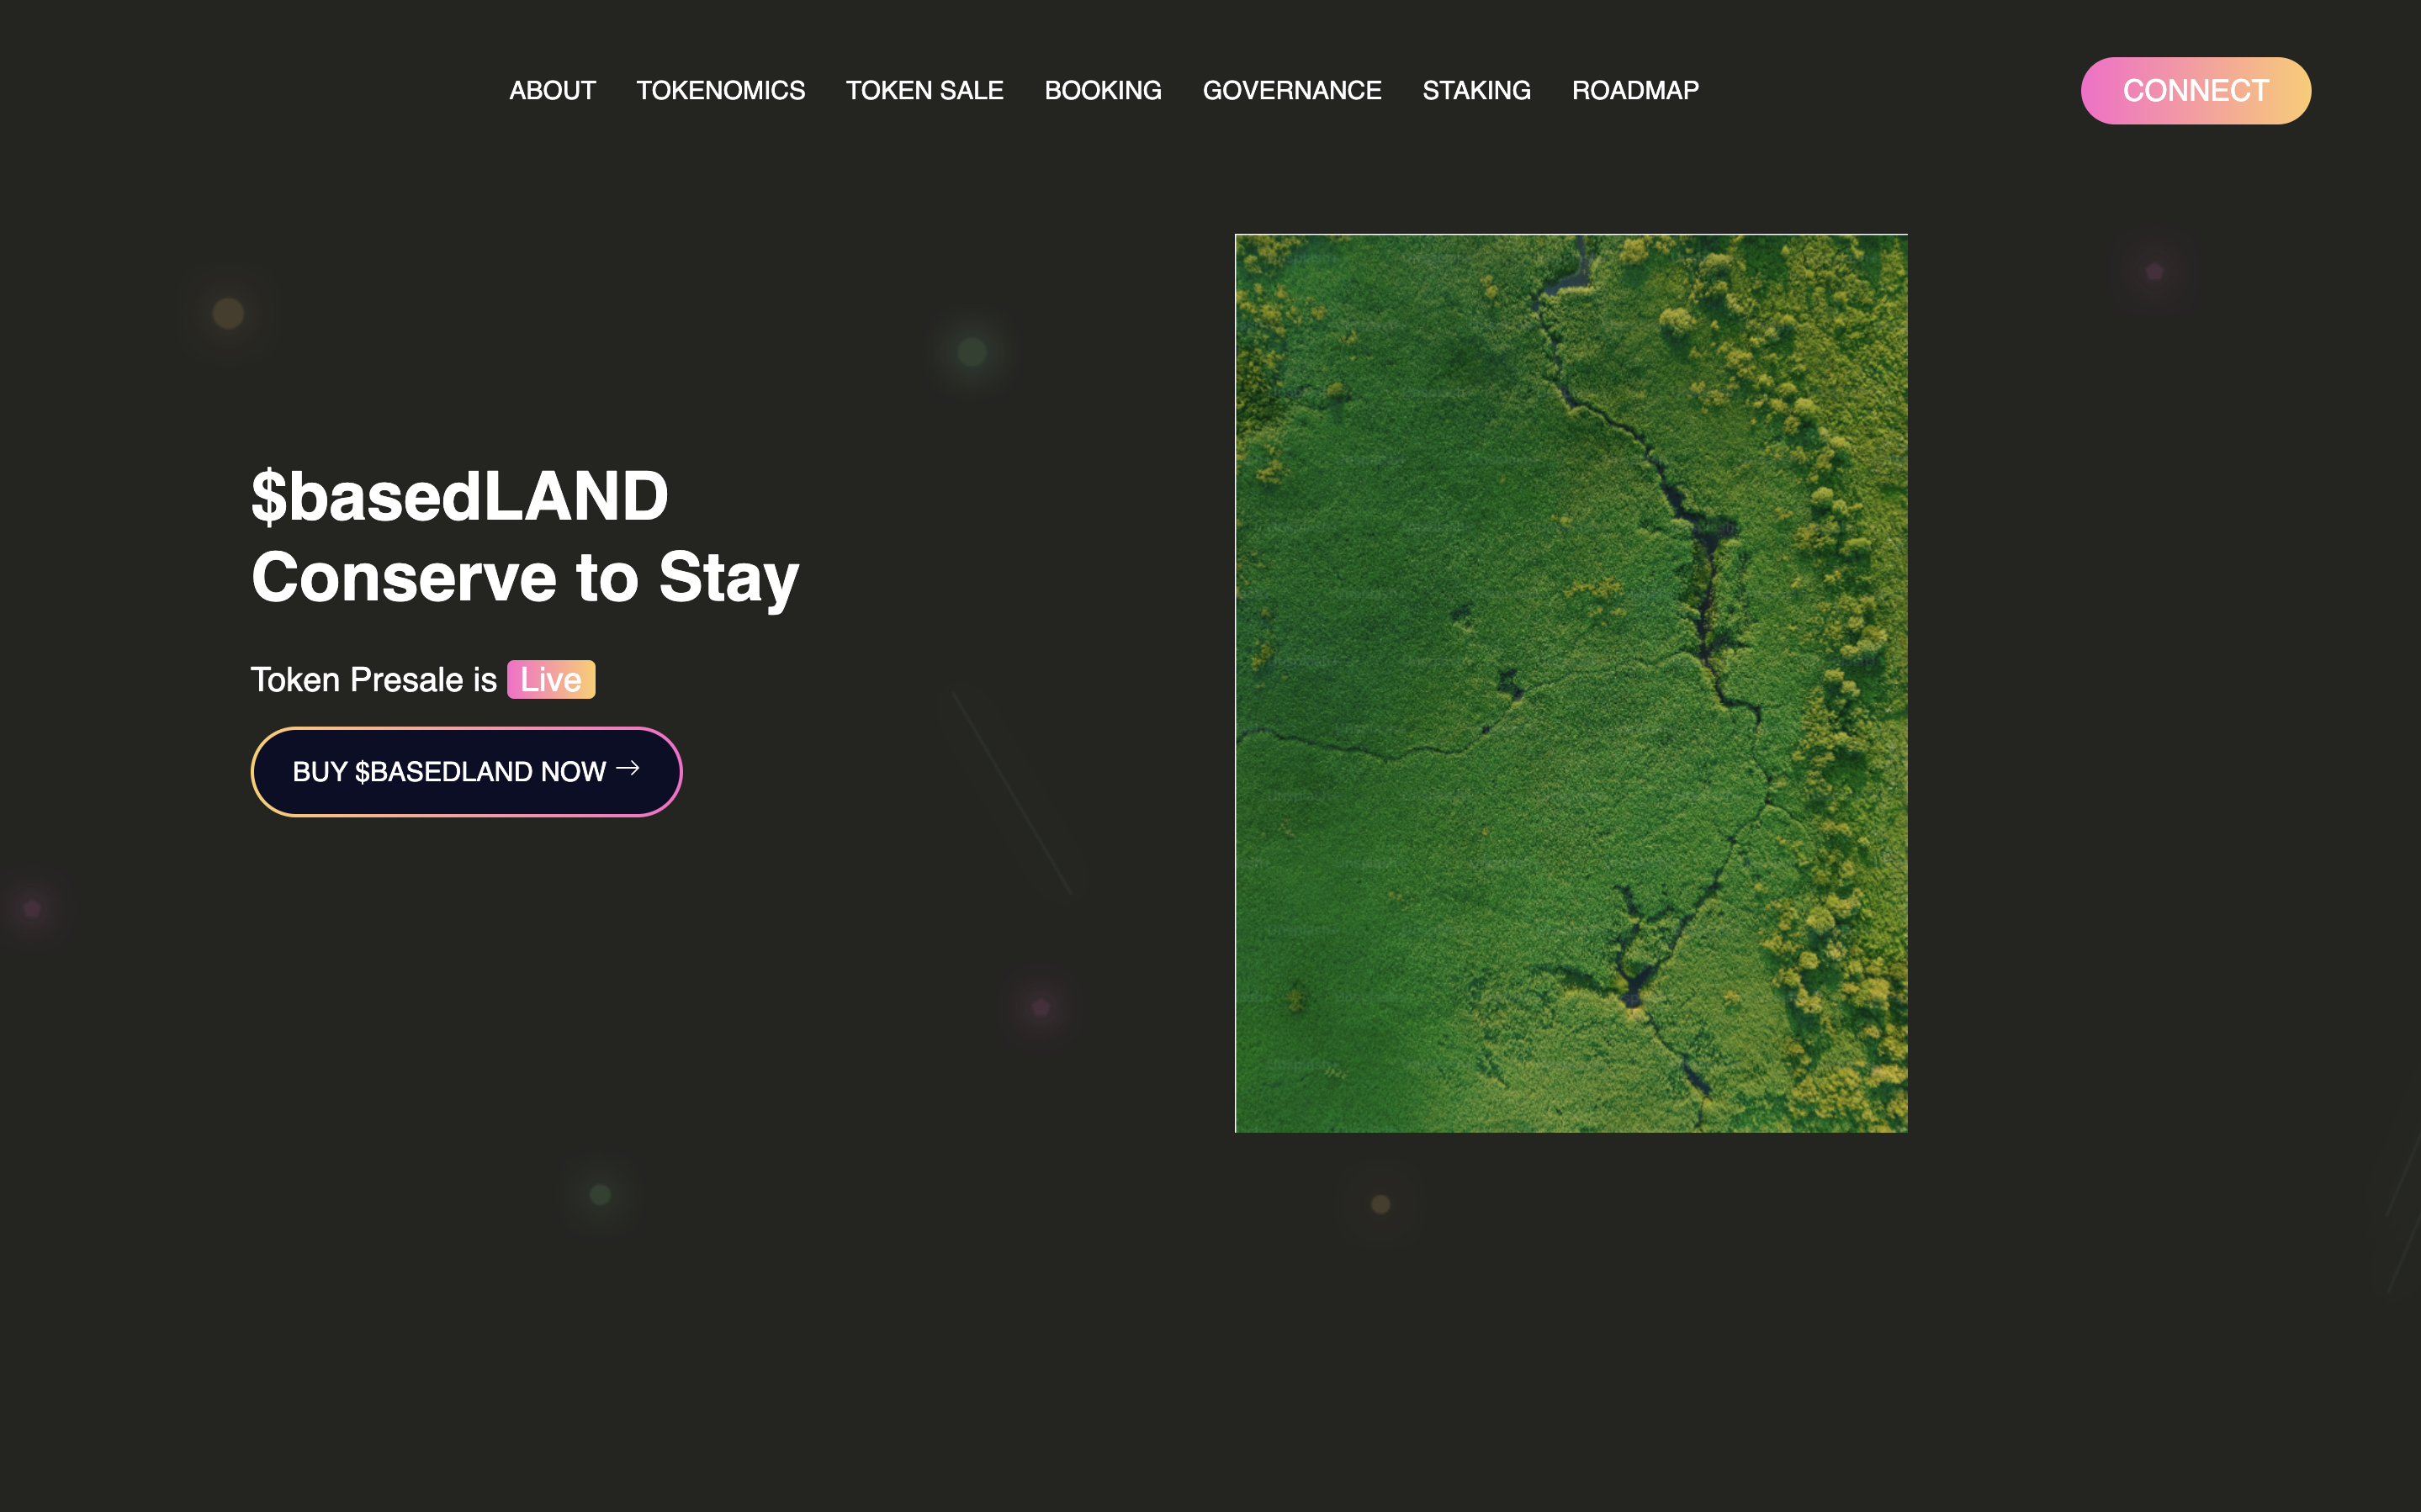 ABOUT TOKENOMICS TOKEN SALE BOOKING GOVERNANCE STAKING ROADMAP CONNECT
$basedLAND
Conserve to Stay
Token Presale is Live
BUY $BASEDLAND NOW →